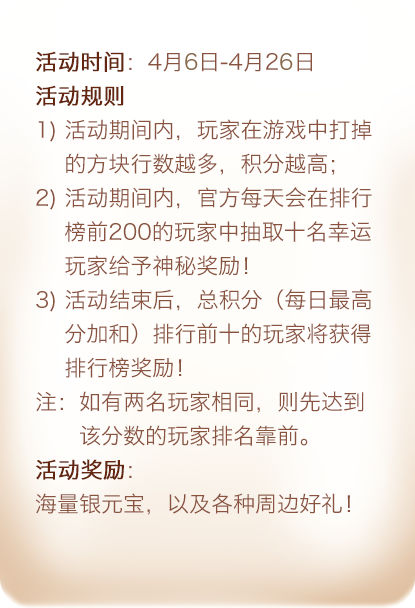 活动时间：4月6日-4月26日
活动规则
1) 活动期间内，玩家在游戏中打掉
的方块行数越多，积分越高；
2) 活动期间内，官方每天会在排行
榜前200的玩家中抽取十名幸运
玩家给予神秘奖励！
3) 活动结束后，总积分（每日最高
分加和）排行前十的玩家将获得
排行榜奖励！
注：如有两名玩家相同，则先达到
该分数的玩家排名靠前。
活动奖励：
海量银元宝，以及各种周边好礼！